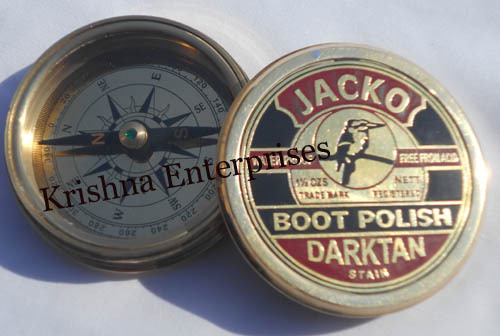 Krishna Enterprises
N
E
S
W
JACKO
FREE FROM ACID
1½ OZS NETT
TRADE MARK REGISTERED
BOOT POLISH
DARKTAN
STAIN